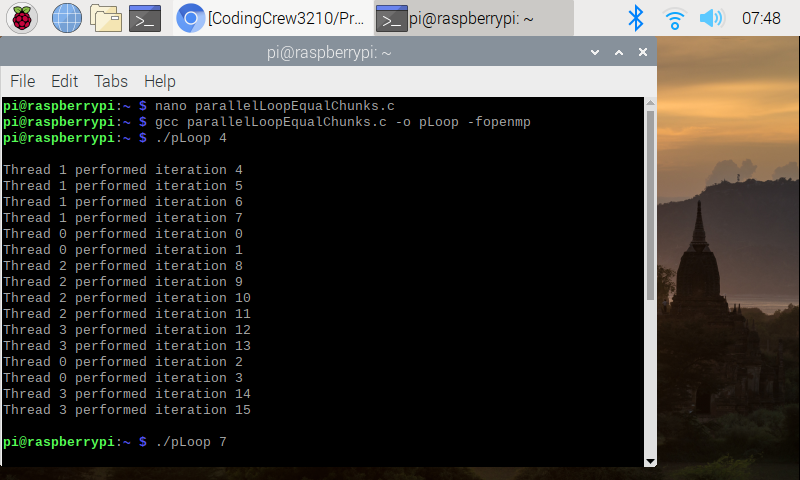 [CodingCrew3210/Pr...
pi@raspberrypi: ~
07:48
pi@raspberrypi: ~
File Edit Tabs Help
pi@raspberrypi:~ $ nano parallelLoopEqualChunks.c
pi@raspberrypi:~ $ gcc parallelLoopEqualChunks.c -o pLoop -fopenmp
pi@raspberrypi:~ $ ./pLoop 4
Thread 1 performed iteration 4
Thread 1 performed iteration 5
Thread 1 performed iteration 6
Thread 1 performed iteration 7
Thread 0 performed iteration 0
Thread 0 performed iteration 1
Thread 2 performed iteration 8
Thread 2 performed iteration 9
Thread 2 performed iteration 10
Thread 2 performed iteration 11
Thread 3 performed iteration 12
Thread 3 performed iteration 13
Thread 0 performed iteration 2
Thread 0 performed iteration 3
Thread 3 performed iteration 14
Thread 3 performed iteration 15
pi@raspberrypi:~ $ ./pLoop 7